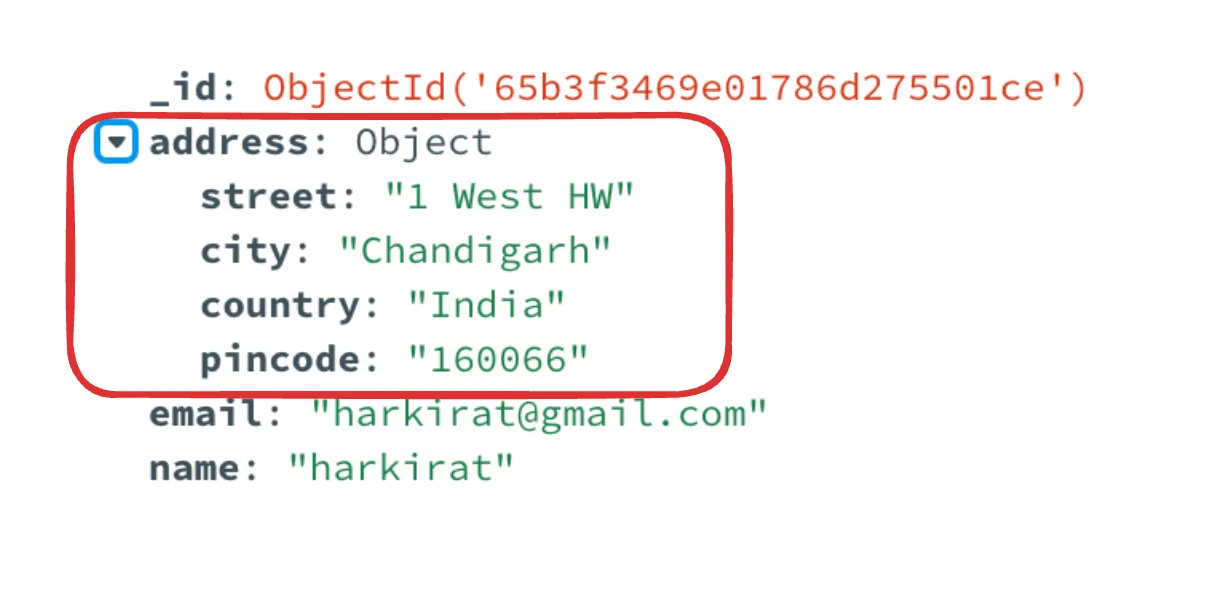 _id: ObjectId('65b3f3469e01786d275501ce')
address: Object
street: "1 West HW"
city: "Chandigarh"
country: "India"
pincode: "160066"
email: "harkirat@gmail.com"
name: "harkirat"